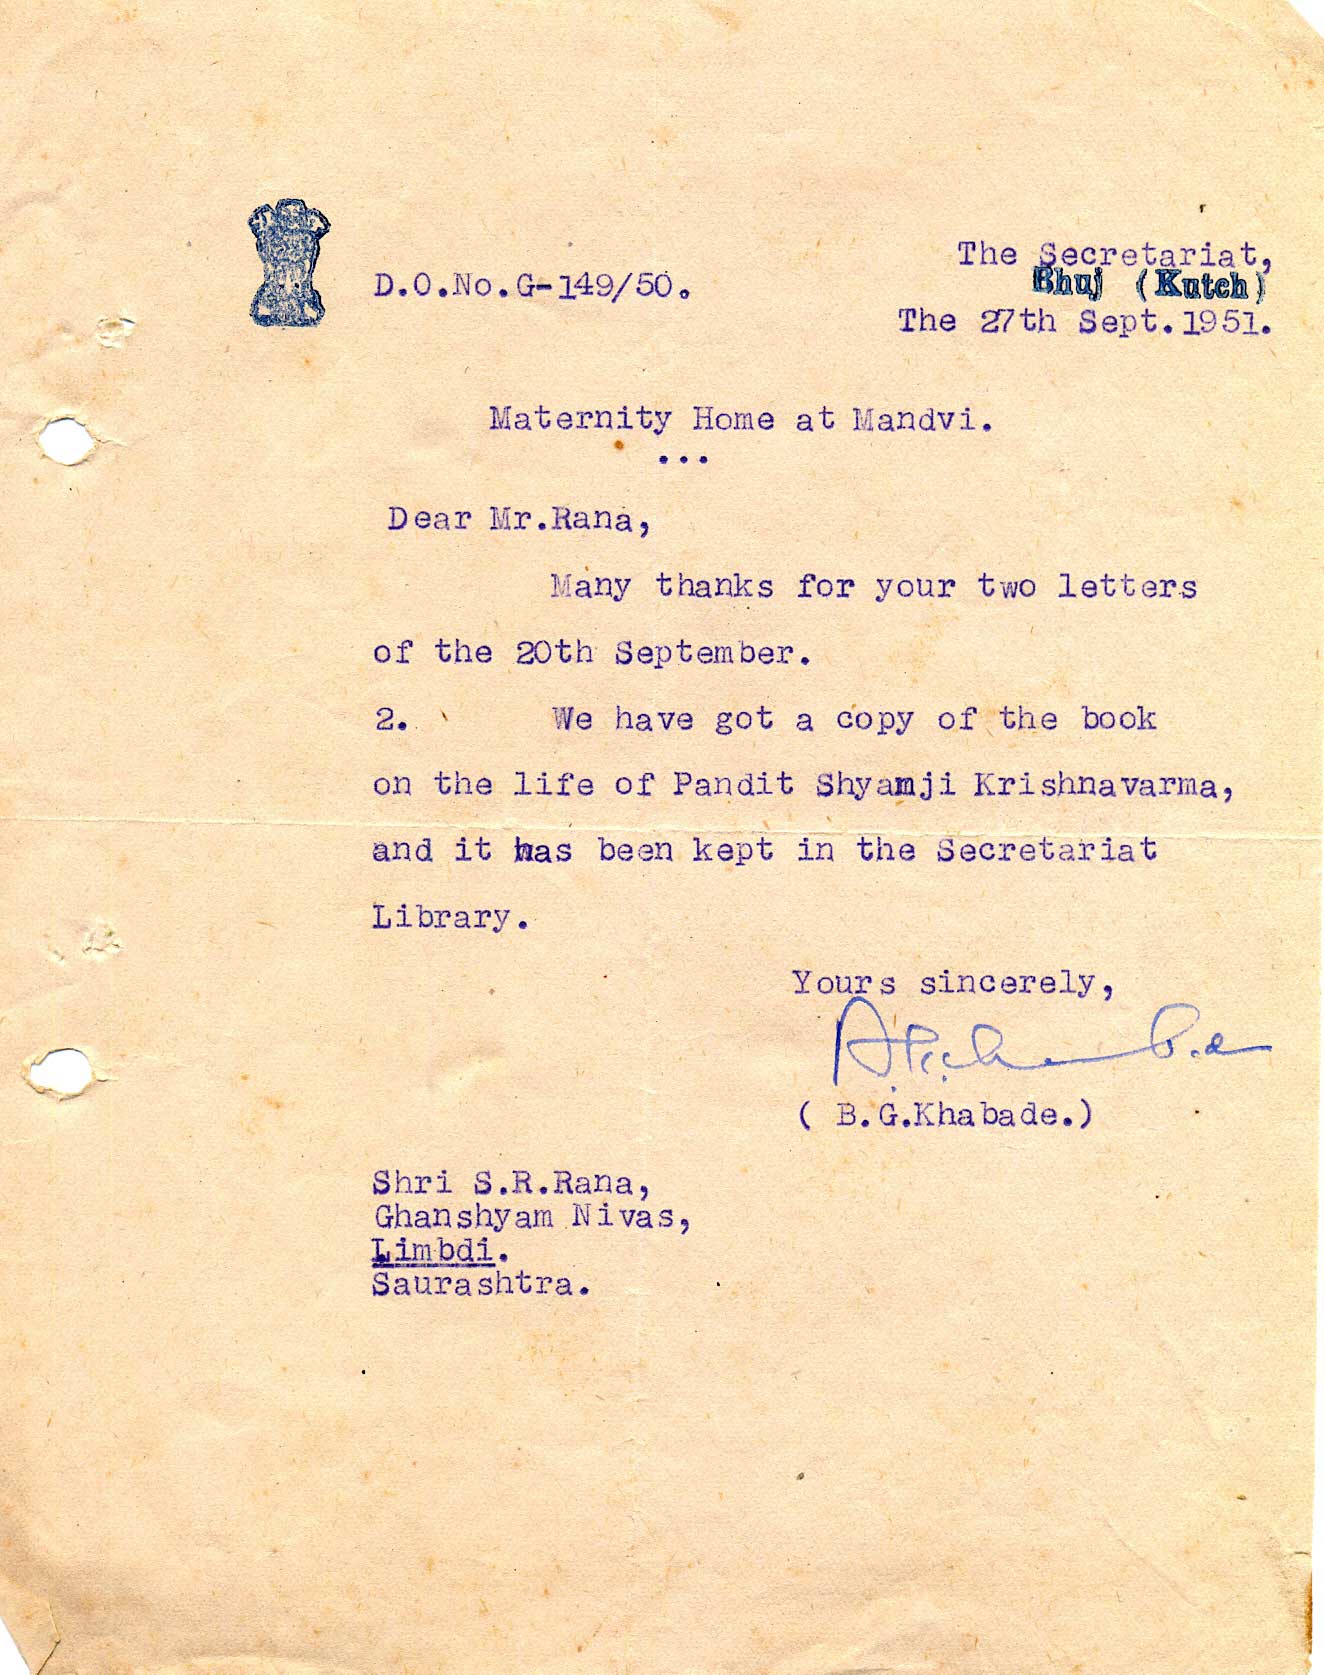 D.O.No.G-149/50.
The Secretariat,
Bhuj (Kutch)
The 27th Sept.1951.
Maternity Home at Mandvi.
...
Dear Mr.Rana,
Many thanks for your two letters
of the 20th September.
2. We have got a copy of the book
on the life of Pandit Shyamji Krishnavarma,
and it has been kept in the Secretariat
Library.
Yours sincerely,
( B.G.Khabade.)
Shri S.R.Rana,
Ghanshyam Nivas,
Limbdi.
Saurashtra.